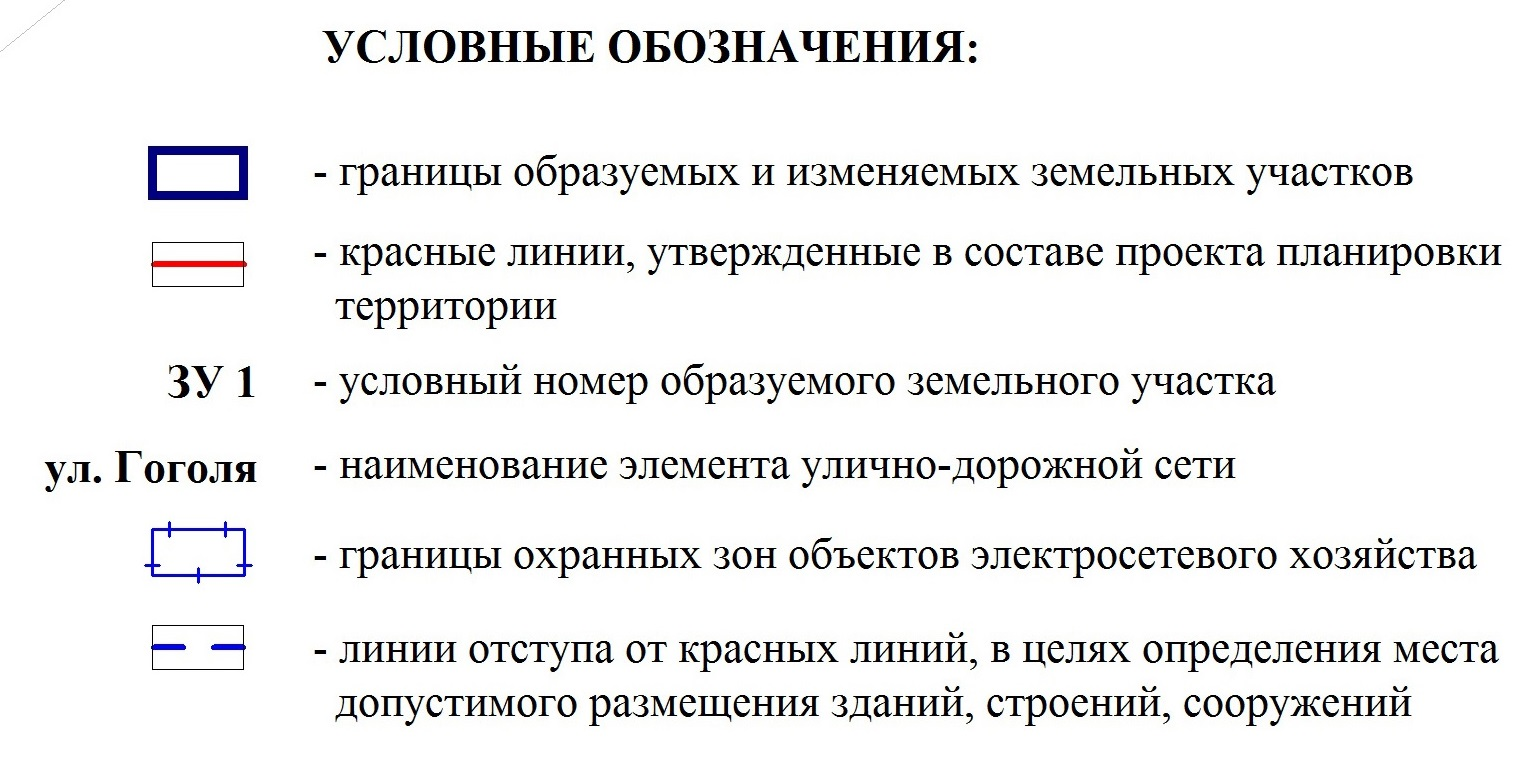 УСЛОВНЫЕ ОБОЗНАЧЕНИЯ:
- границы образуемых и изменяемых земельных участков
- красные линии, утвержденные в составе проекта планировки
территории
ЗУ 1 - условный номер образуемого земельного участка
ул. Гоголя - наименование элемента улично-дорожной сети
- границы охранных зон объектов электросетевого хозяйства
- линии отступа от красных линий, в целях определения места
допустимого размещения зданий, строений, сооружений